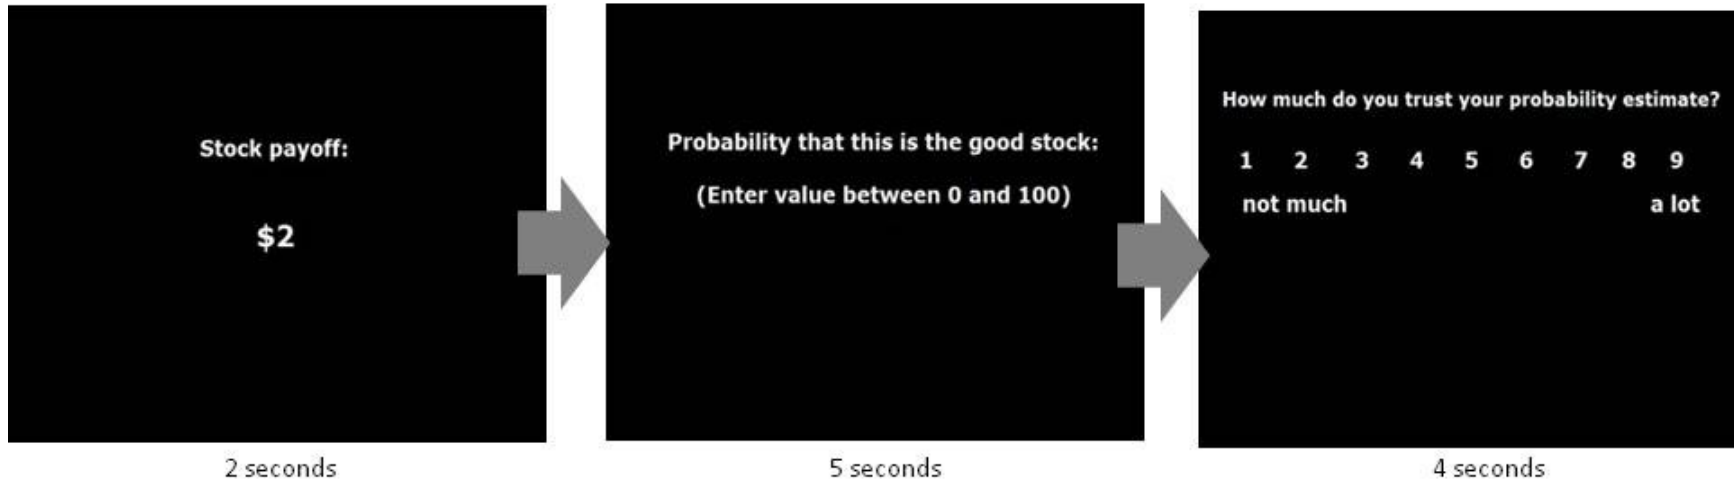 Stock payoff:
$2
2 seconds
Probability that this is the good stock:
(Enter value between 0 and 100)
5 seconds
How much do you trust your probability estimate?
1 2 3 4 5 6 7 8 9
not much a lot
4 seconds